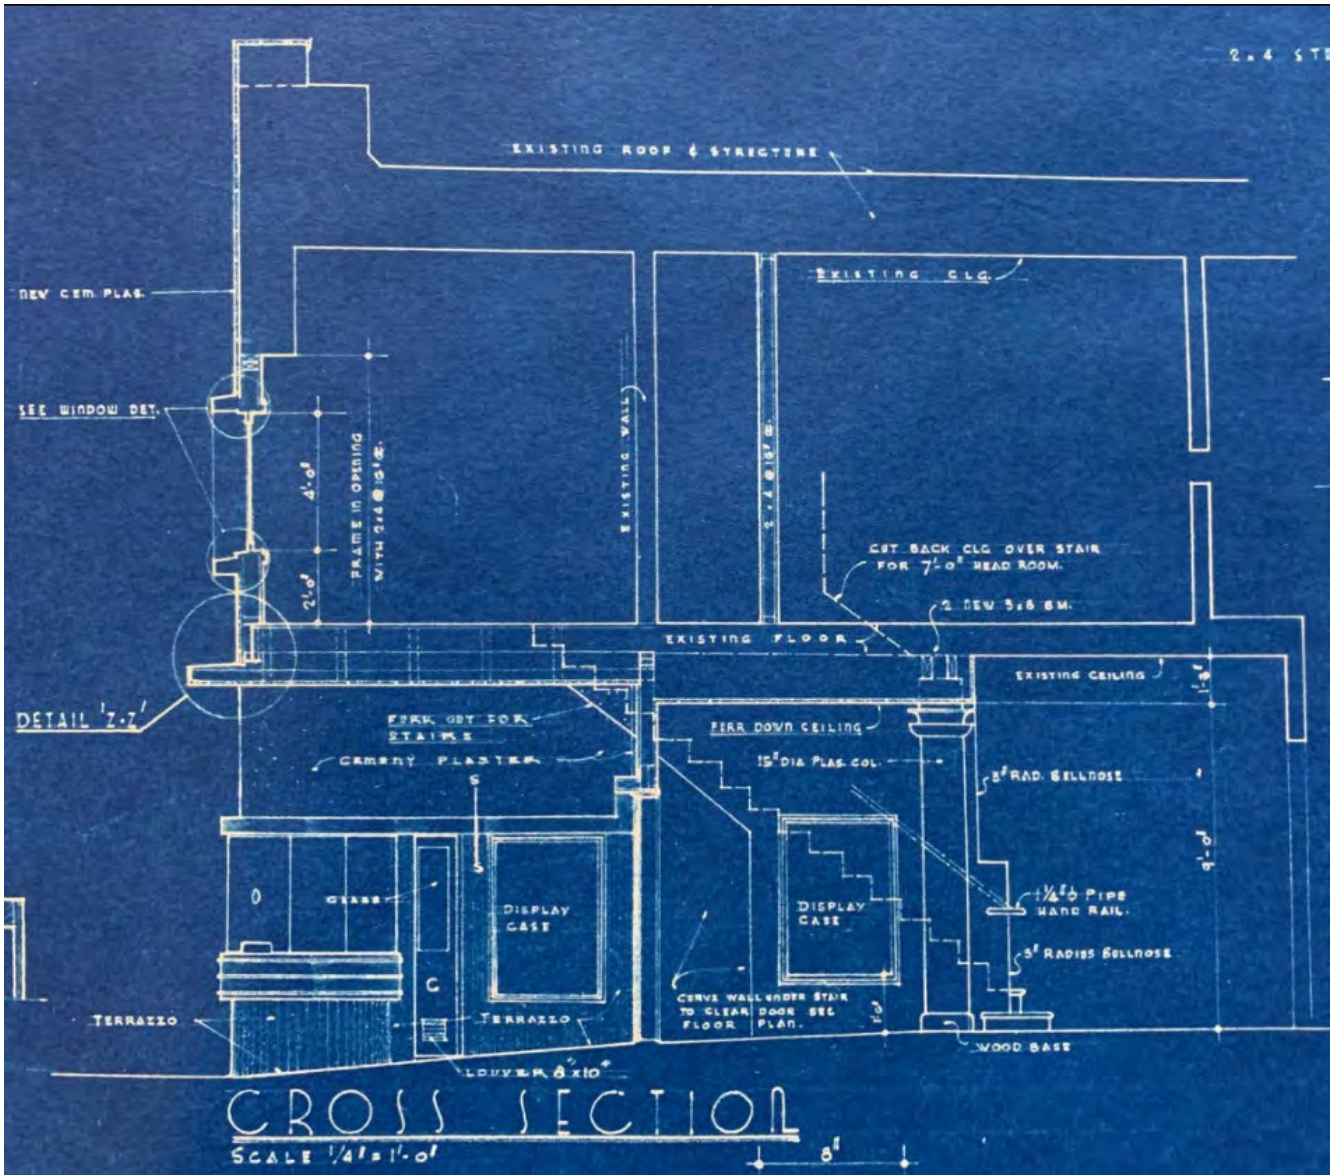 2x4 ST
EXISTING ROOF & STRUCTURE
EXISTING CLG.
NEW CEM. PLAS.
SEE WINDOW DET.
4'-0"
2'-0"
FRAME IN OPENING
WITH 2x4 @ 16" OC.
EXISTING WALL
2x4 @ 16" OC.
CUT BACK CLG OVER STAIR
FOR 7'-0" HEAD ROOM.
2 NEW 3x8 BM.
EXISTING FLOOR
EXISTING CEILING
DETAIL 'Z-Z'
FURR OUT FOR
STAIRS
CEMENT PLASTER
FURR DOWN CEILING
15" DIA PLAS. COL.
3" RAD. BULLNOSE
9'-0"
S
S
GLASS
DISPLAY
CASE
DISPLAY
CASE
1 1/4" ϕ PIPE
HAND RAIL.
3" RADIUS BULLNOSE
G
TERRAZZO
TERRAZZO
CURVE WALL UNDER STAIR
TO CLEAR DOOR SEE
FLOOR PLAN.
WOOD BASE
LOUVER 8"x10"
CROSS SECTION
SCALE 1/4" = 1'-0"
8"